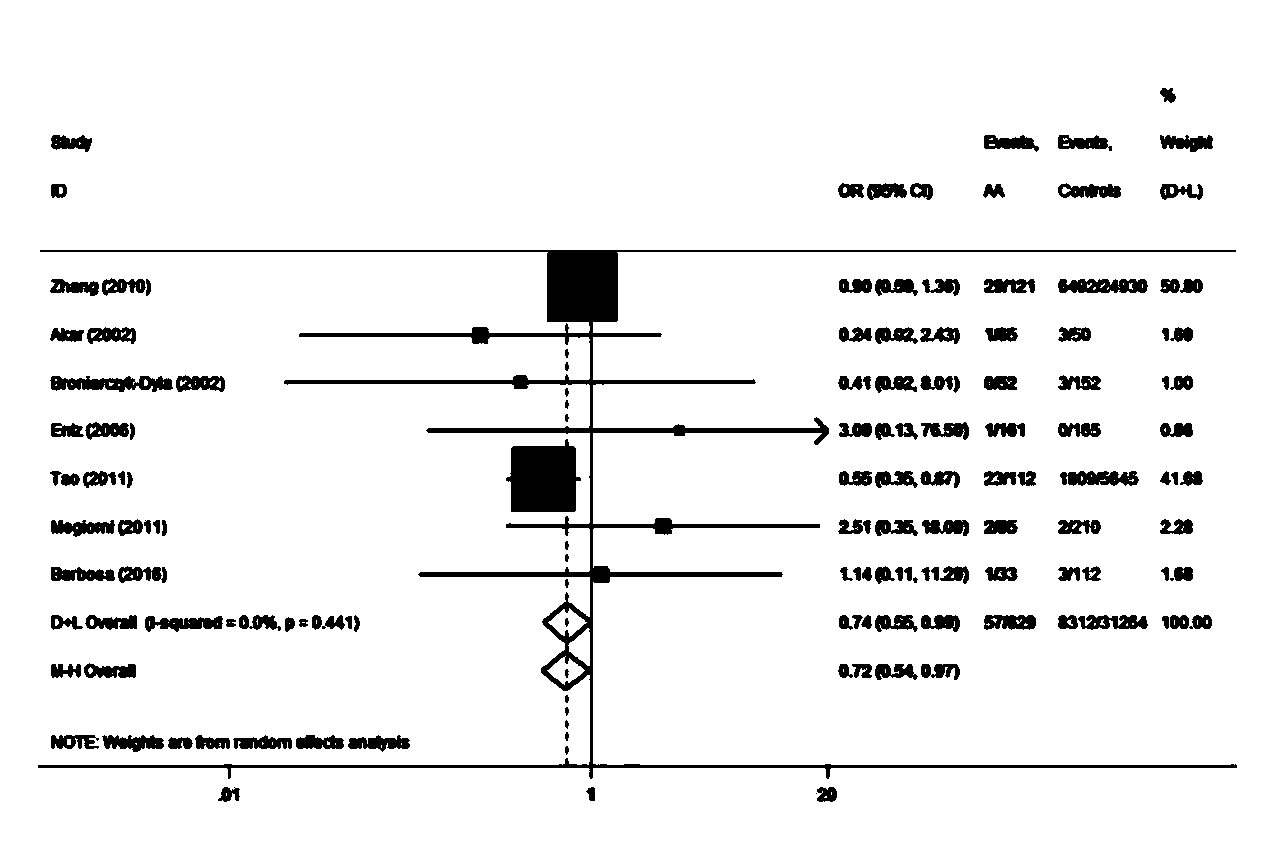 %
Study Events, Events, Weight
ID OR (95% CI) AA Controls (D+L)
Zhang (2010) 0.90 (0.59, 1.36) 29/121 6492/24930 50.80
Akar (2002) 0.24 (0.02, 2.43) 1/65 3/50 1.69
Broniarczyk-Dyla (2002) 0.41 (0.02, 8.01) 0/52 3/152 1.00
Entz (2006) 3.09 (0.13, 76.50) 1/161 0/165 0.86
Tao (2011) 0.55 (0.35, 0.87) 23/112 1809/5645 41.68
Megiorni (2011) 2.51 (0.35, 18.09) 2/85 2/210 2.28
Barbosa (2016) 1.14 (0.11, 11.29) 1/33 3/112 1.68
D+L Overall (I-squared = 0.0%, p = 0.441) 0.74 (0.55, 0.99) 57/629 8312/31264 100.00
M-H Overall 0.72 (0.54, 0.97)
NOTE: Weights are from random effects analysis
.01 1 20